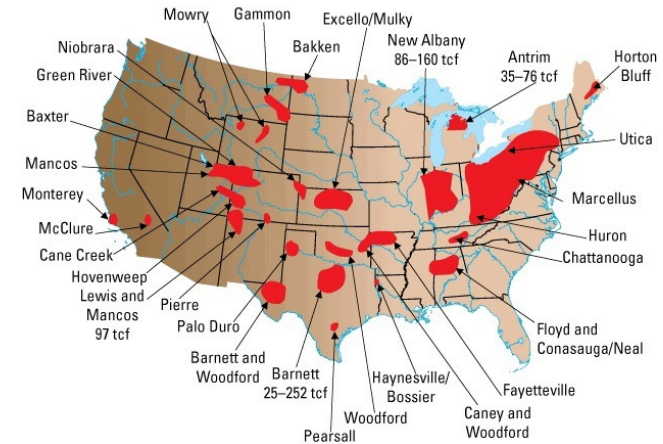 Mowry
Gammon
Excello/Mulky
Niobrara
Bakken
New Albany
86–160 tcf
Antrim
35–76 tcf
Horton
Bluff
Green River
Baxter
Utica
Mancos
Monterey
Marcellus
McClure
Huron
Cane Creek
Chattanooga
Hovenweep
Lewis and
Mancos
97 tcf
Pierre
Palo Duro
Floyd and
Conasauga/Neal
Barnett and
Woodford
Barnett
25–252 tcf
Haynesville/
Bossier
Fayetteville
Woodford
Caney and
Woodford
Pearsall